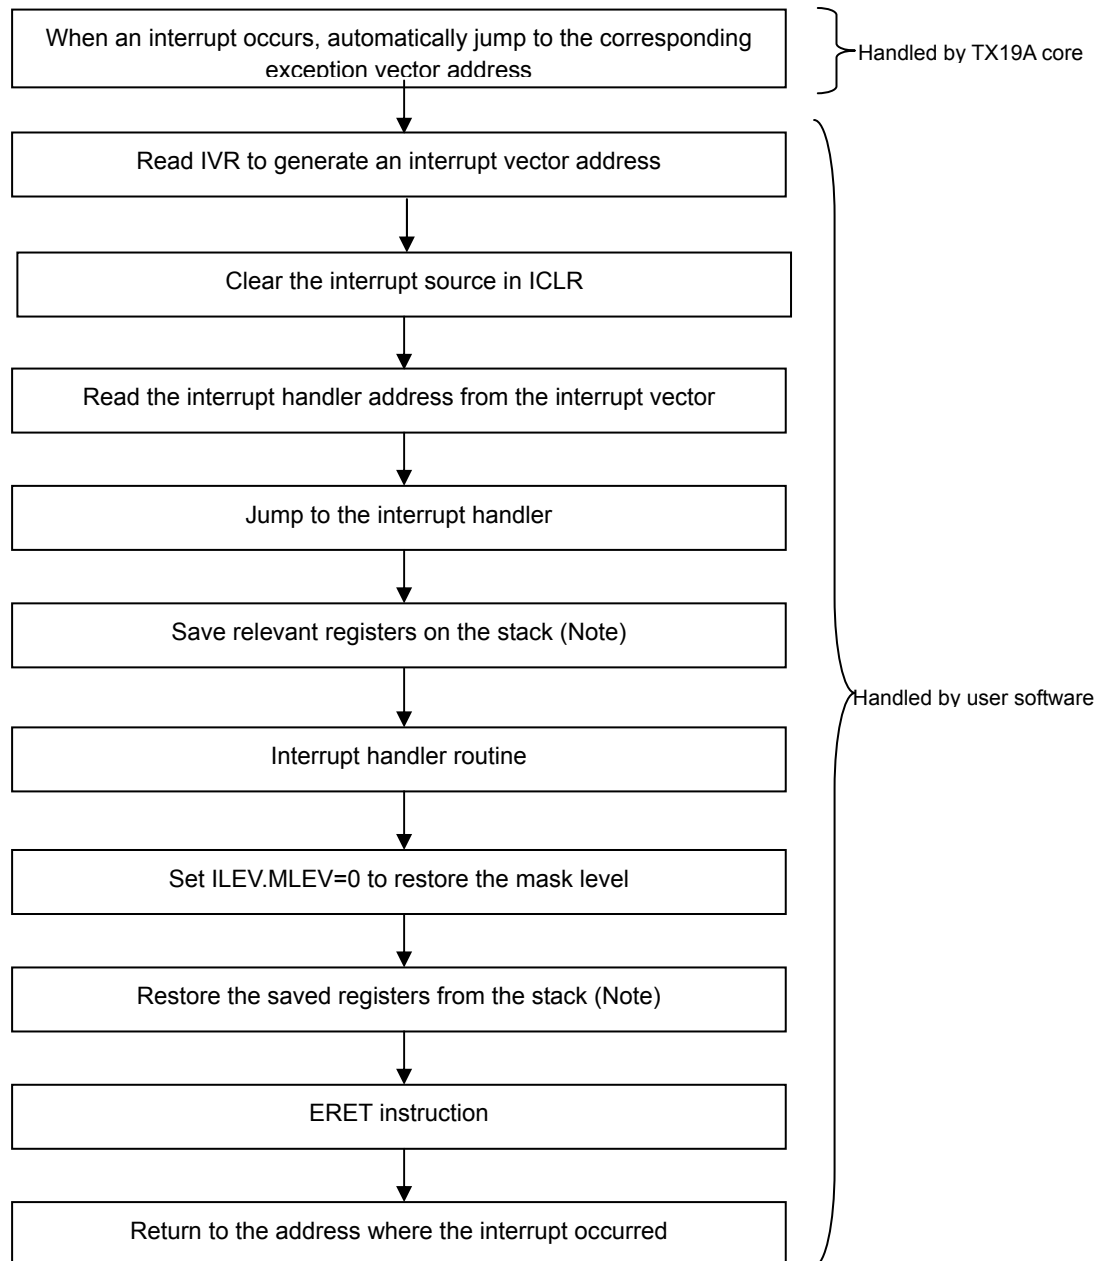 When an interrupt occurs, automatically jump to the corresponding
exception vector address
Handled by TX19A core
Read IVR to generate an interrupt vector address
Clear the interrupt source in ICLR
Read the interrupt handler address from the interrupt vector
Jump to the interrupt handler
Save relevant registers on the stack (Note)
Handled by user software
Interrupt handler routine
Set ILEV.MLEV=0 to restore the mask level
Restore the saved registers from the stack (Note)
ERET instruction
Return to the address where the interrupt occurred